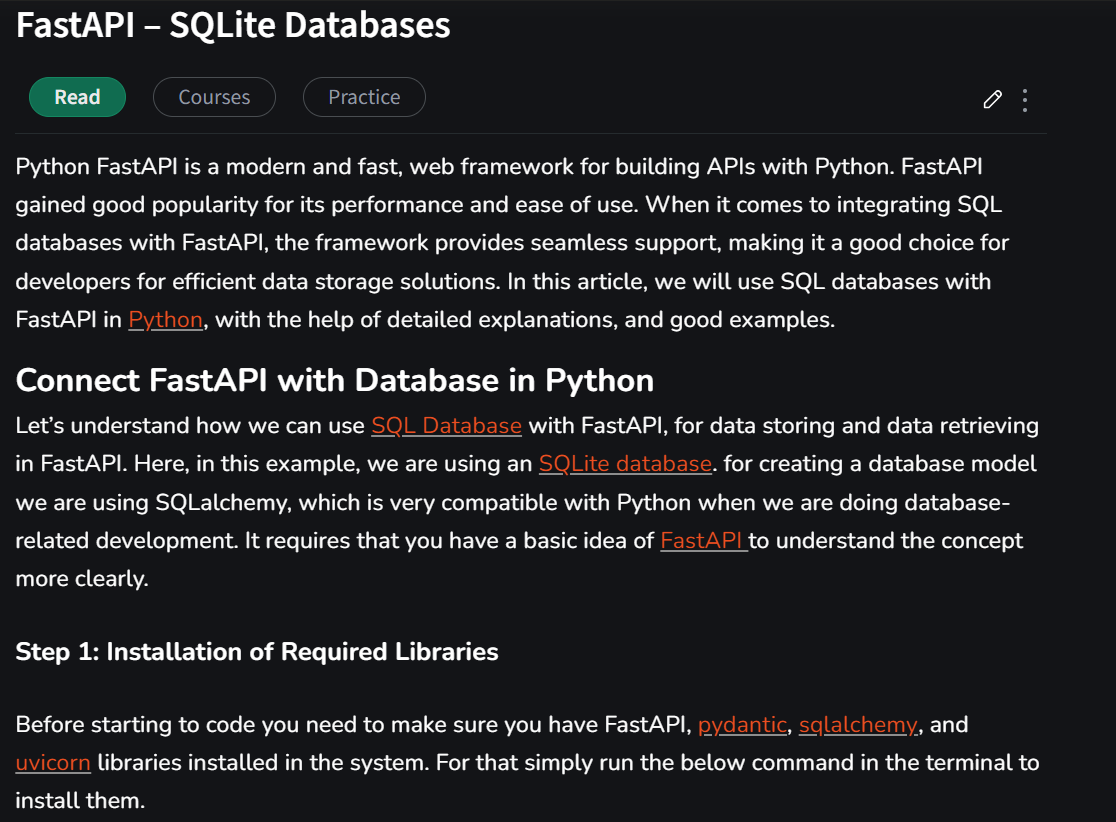 FastAPI – SQLite Databases
Read
Courses
Practice
Python FastAPI is a modern and fast, web framework for building APIs with Python. FastAPI
gained good popularity for its performance and ease of use. When it comes to integrating SQL
databases with FastAPI, the framework provides seamless support, making it a good choice for
developers for efficient data storage solutions. In this article, we will use SQL databases with
FastAPI in Python, with the help of detailed explanations, and good examples.
Connect FastAPI with Database in Python
Let’s understand how we can use SQL Database with FastAPI, for data storing and data retrieving
in FastAPI. Here, in this example, we are using an SQLite database. for creating a database model
we are using SQLalchemy, which is very compatible with Python when we are doing database-
related development. It requires that you have a basic idea of FastAPI to understand the concept
more clearly.
Step 1: Installation of Required Libraries
Before starting to code you need to make sure you have FastAPI, pydantic, sqlalchemy, and
uvicorn libraries installed in the system. For that simply run the below command in the terminal to
install them.